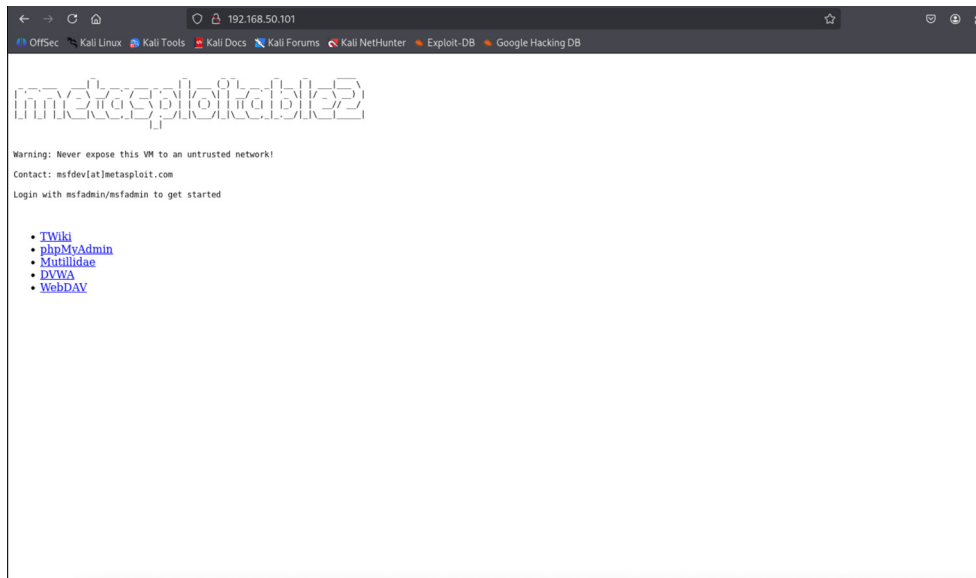 192.168.50.101
OffSec Kali Linux Kali Tools Kali Docs Kali Forums Kali NetHunter Exploit-DB Google Hacking DB
metasploitable2
Warning: Never expose this VM to an untrusted network!
Contact: msfdev[at]metasploit.com
Login with msfadmin/msfadmin to get started
TWiki
phpMyAdmin
Mutillidae
DVWA
WebDAV